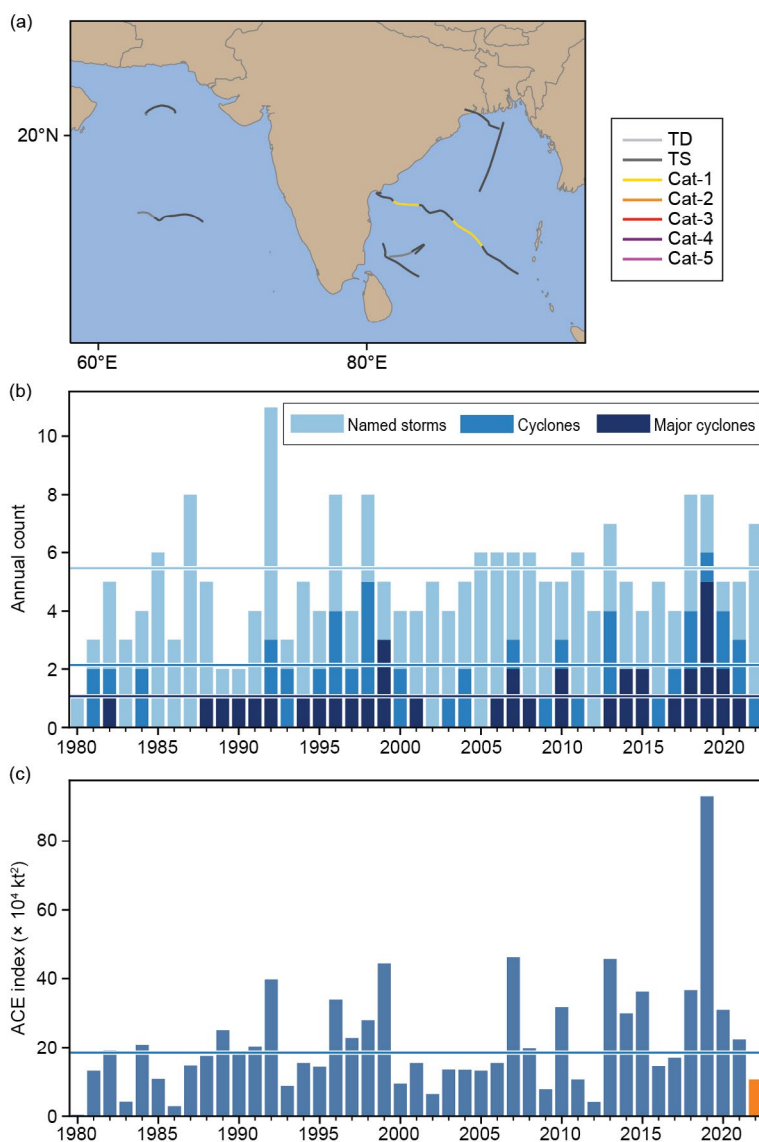 (a)
20°N
60°E
80°E
TD
TS
Cat-1
Cat-2
Cat-3
Cat-4
Cat-5
(b)
Named storms
Cyclones
Major cyclones
Annual count
10
8
6
4
2
0
1980
1985
1990
1995
2000
2005
2010
2015
2020
(c)
ACE index (× 10⁴ kt²)
80
60
40
20
0
1980
1985
1990
1995
2000
2005
2010
2015
2020